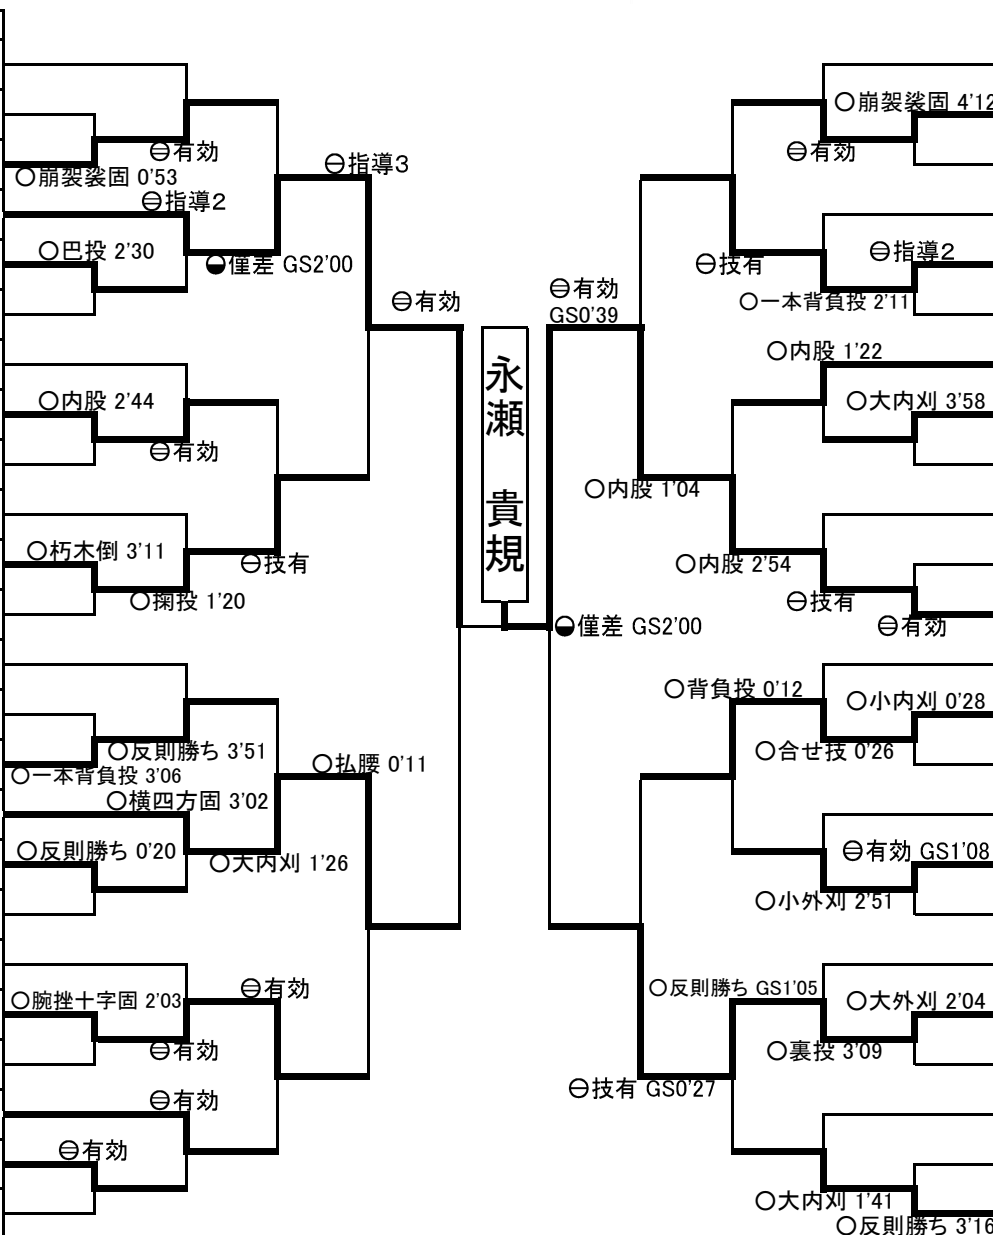 ○崩袈裟固 4'12
⊖有効
⊖有効
⊖指導3
○崩袈裟固 0'53
⊖指導2
○巴投 2'30
◒僅差 GS2'00
⊖技有
⊖指導2
⊖有効
⊖有効
GS0'39
○一本背負投 2'11
○内股 1'22
永瀬 貴規
○内股 2'44
○大内刈 3'58
⊖有効
○内股 1'04
○朽木倒 3'11
⊖技有
○内股 2'54
○掬投 1'20
⊖技有
⊖有効
◒僅差 GS2'00
○背負投 0'12
○小内刈 0'28
○反則勝ち 3'51
○合せ技 0'26
○一本背負投 3'06
○払腰 0'11
○横四方固 3'02
○反則勝ち 0'20
○大内刈 1'26
⊖有効 GS1'08
○小外刈 2'51
⊖有効
○反則勝ち GS1'05
○腕挫十字固 2'03
○大外刈 2'04
⊖有効
○裏投 3'09
⊖技有 GS0'27
⊖有効
⊖有効
○大内刈 1'41
○反則勝ち 3'16